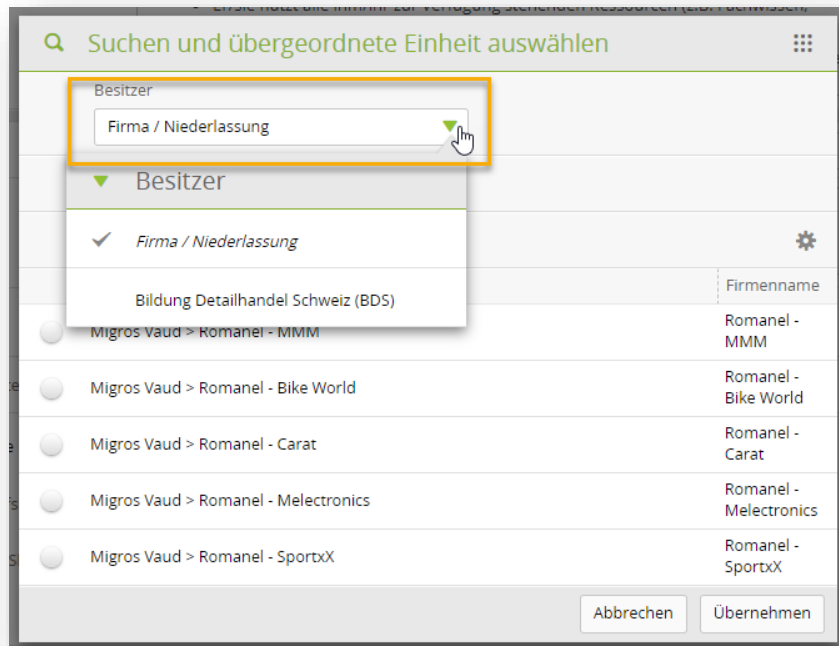 Suchen und übergeordnete Einheit auswählen
Besitzer
Firma / Niederlassung
Besitzer
Firma / Niederlassung
Bildung Detailhandel Schweiz (BDS)
Firmenname
Migros Vaud > Romanel - MMM
Romanel -
MMM
Migros Vaud > Romanel - Bike World
Romanel -
Bike World
Migros Vaud > Romanel - Carat
Romanel -
Carat
Migros Vaud > Romanel - Melectronics
Romanel -
Melectronics
Migros Vaud > Romanel - SportxX
Romanel -
SportxX
Abbrechen
Übernehmen